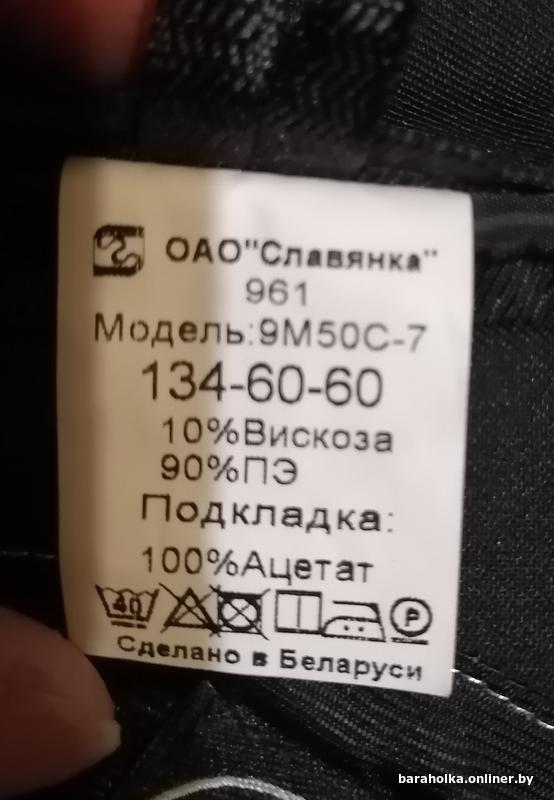 ОАО"Славянка"
961
Модель:9М50С-7
134-60-60
10%Вискоза
90%ПЭ
Подкладка:
100%Ацетат
40
P
Сделано в Беларуси
baraholka.onliner.by